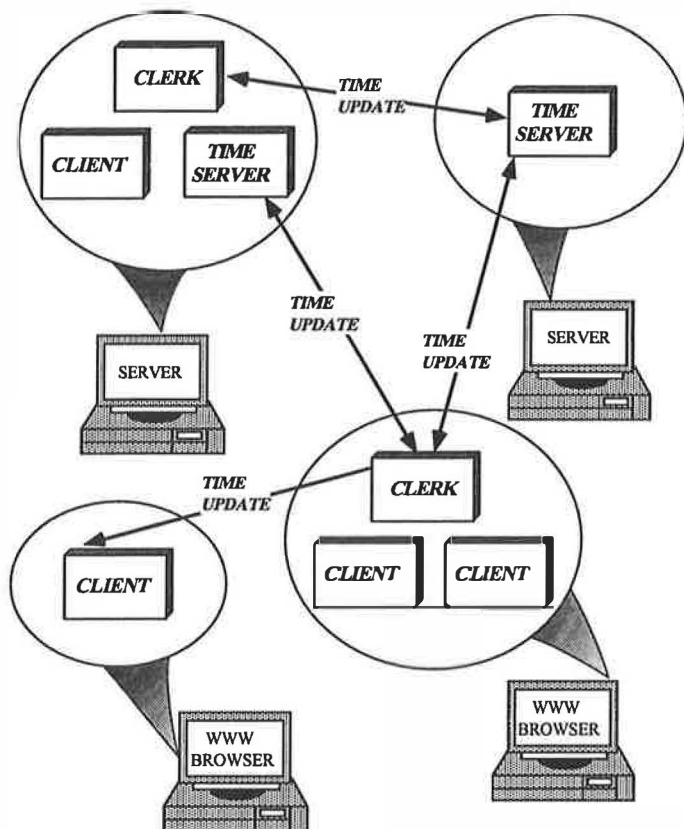 CLERK
TIME
UPDATE
TIME
SERVER
CLIENT
TIME
SERVER
TIME
UPDATE
TIME
UPDATE
SERVER
SERVER
CLERK
TIME
UPDATE
CLIENT
CLIENT
CLIENT
WWW
BROWSER
WWW
BROWSER